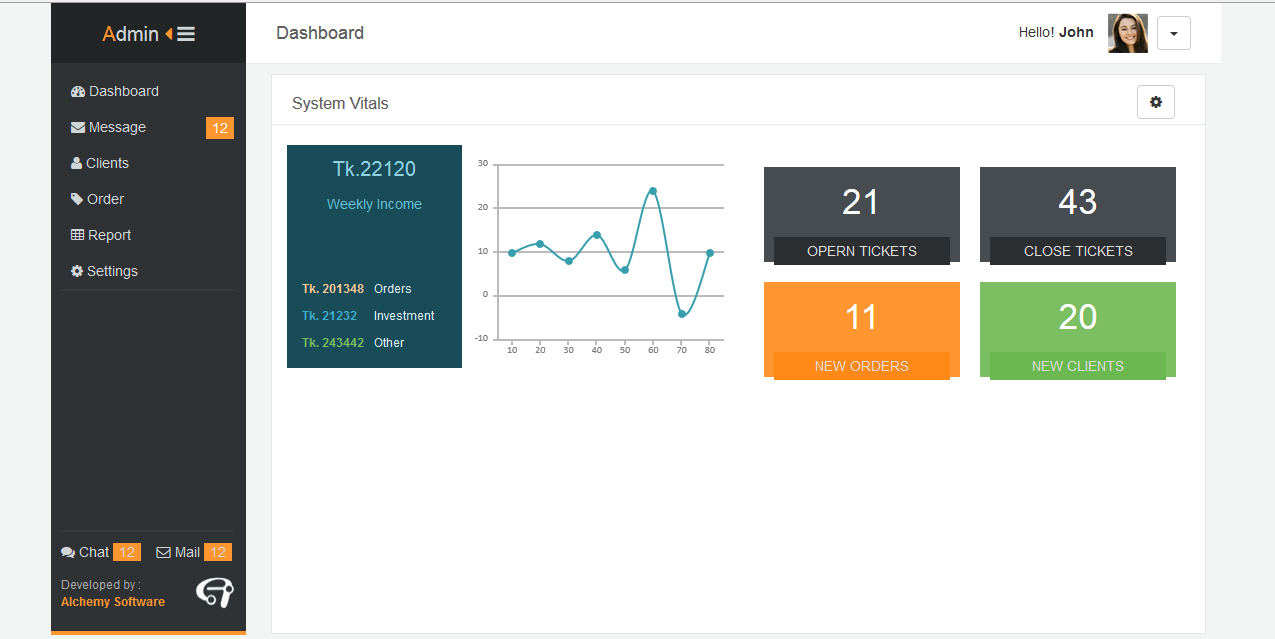 Admin
Dashboard
Hello! John
Dashboard
Message 12
Clients
Order
Report
Settings
Chat 12 Mail 12
Developed by :
Alchemy Software
System Vitals
Tk.22120
Weekly Income
Tk. 201348 Orders
Tk. 21232 Investment
Tk. 243442 Other
30
20
10
0
-10
10 20 30 40 50 60 70 80
21
OPERN TICKETS
43
CLOSE TICKETS
11
NEW ORDERS
20
NEW CLIENTS